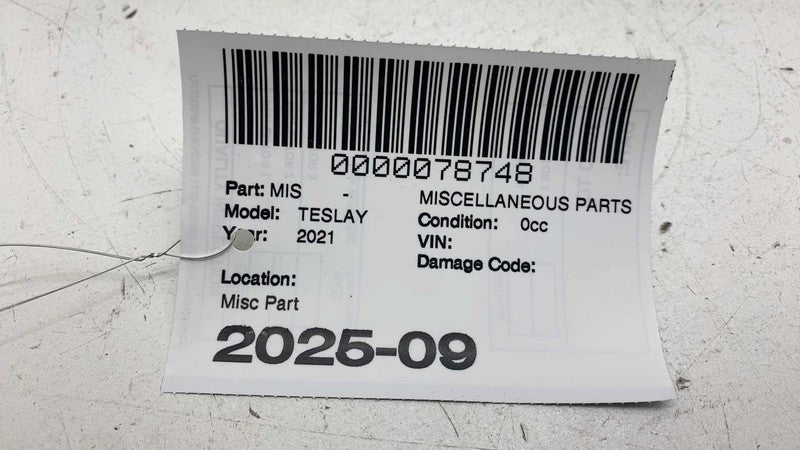 0000078748
Part: MIS - MISCELLANEOUS PARTS
Model: TESLAY Condition: 0cc
Year: 2021 VIN:
Damage Code:
Location:
Misc Part
2025-09